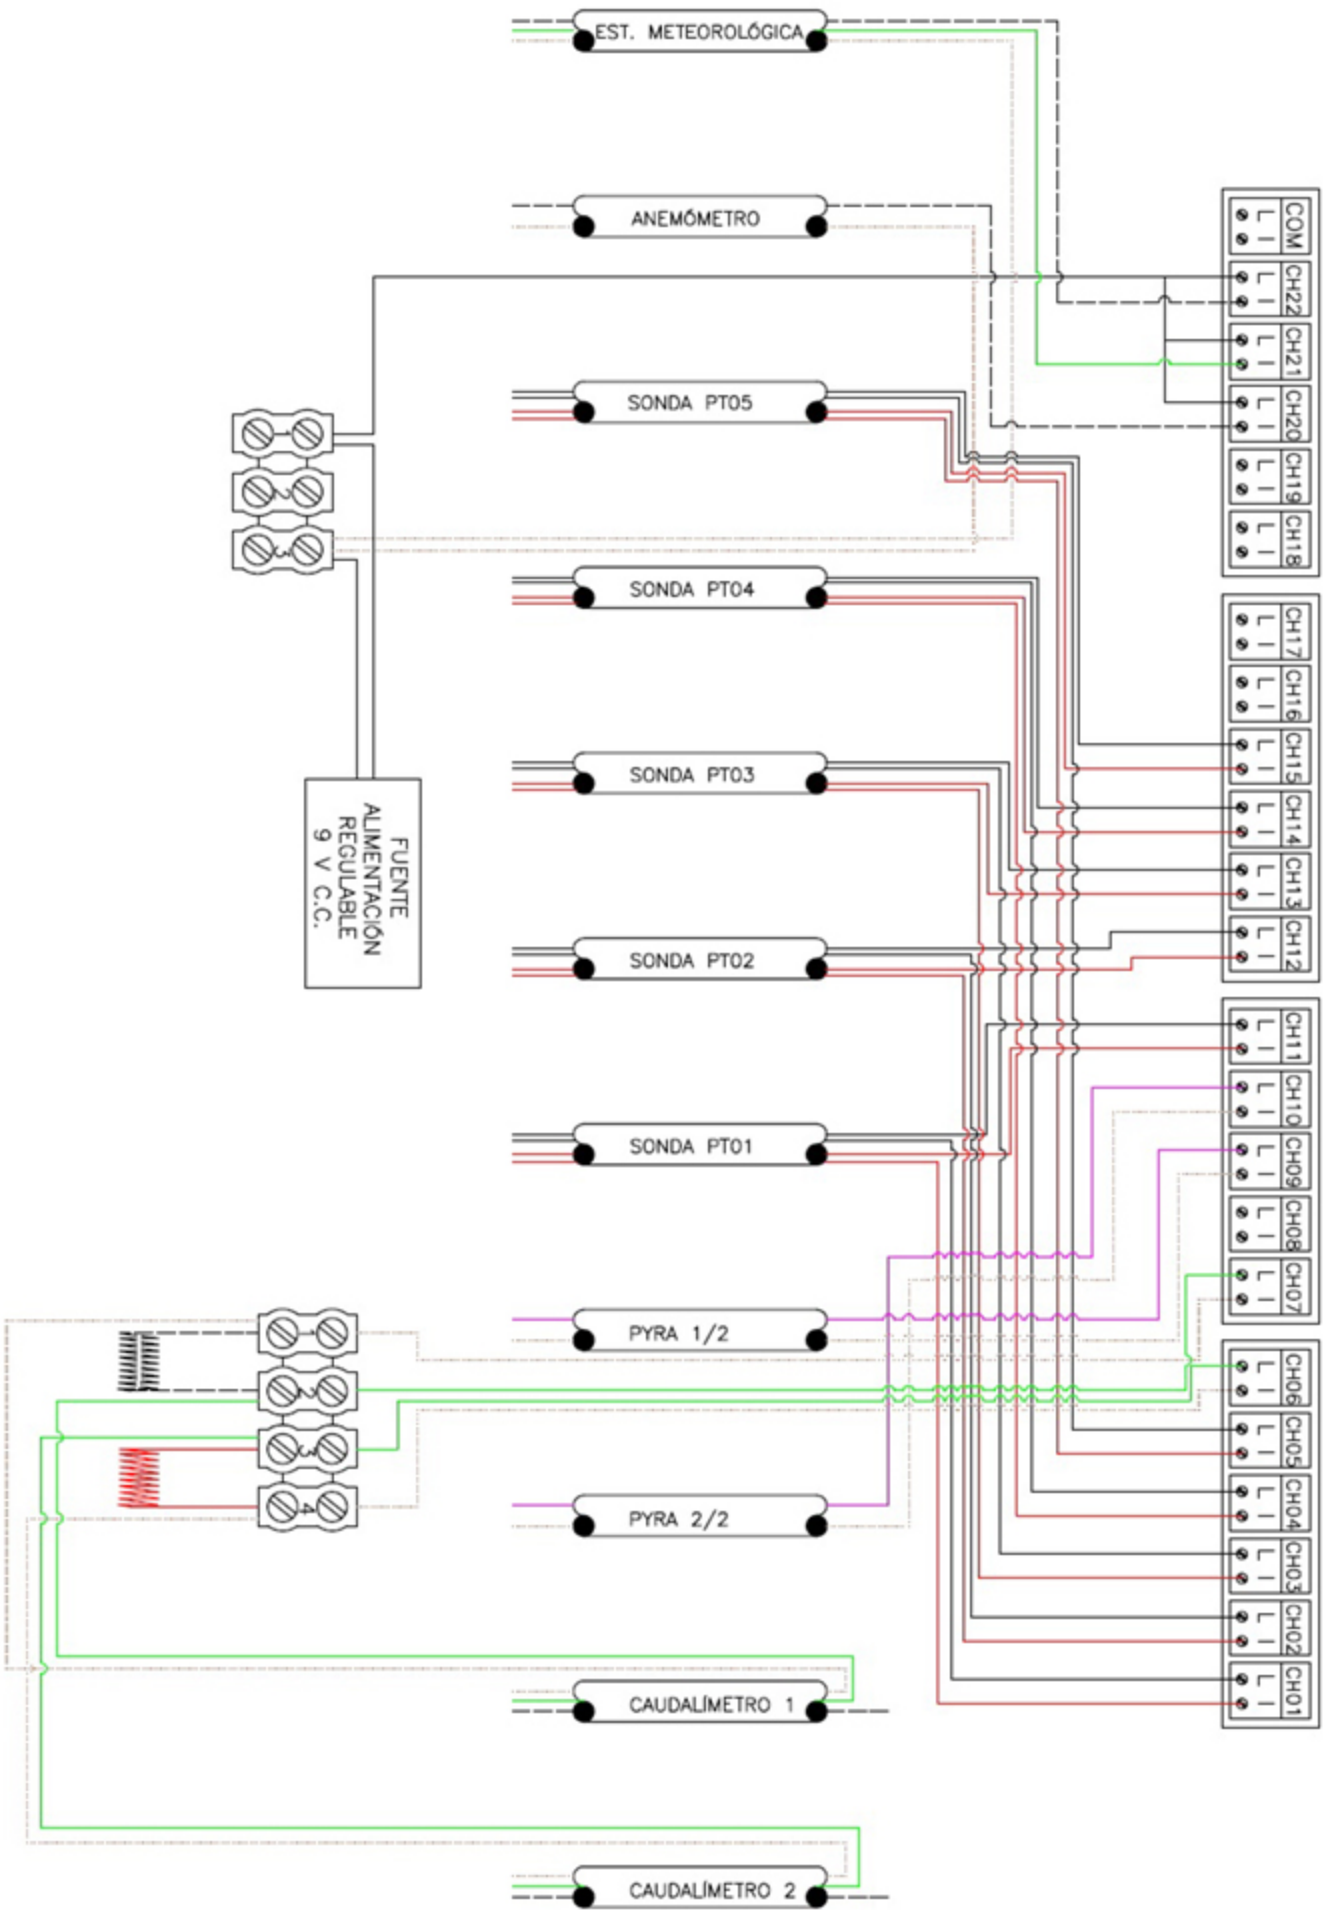 EST. METEOROLÓGICA
ANEMÓMETRO
SONDA PT05
SONDA PT04
SONDA PT03
SONDA PT02
SONDA PT01
PYRA 1/2
PYRA 2/2
CAUDALÍMETRO 1
CAUDALÍMETRO 2
1
2
3
FUENTE
ALIMENTACIÓN
REGULABLE
9 V C.C.
1
2
3
4
COM
CH22
CH21
CH20
CH19
CH18
CH17
CH16
CH15
CH14
CH13
CH12
CH11
CH10
CH09
CH08
CH07
CH06
CH05
CH04
CH03
CH02
CH01